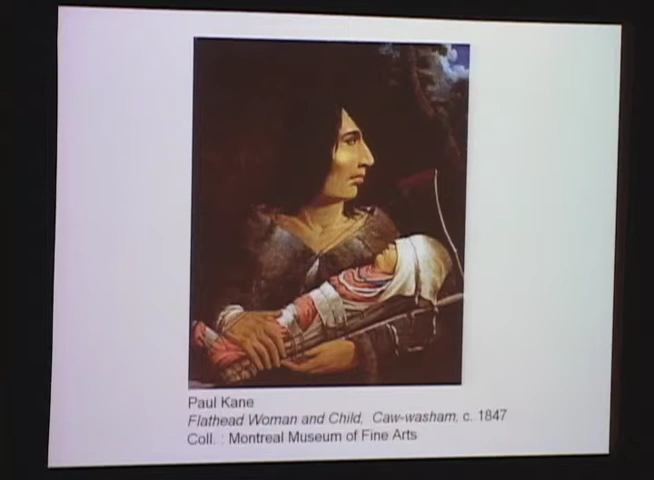 Paul Kane
Flathead Woman and Child, Caw-washam, c. 1847
Coll. : Montreal Museum of Fine Arts